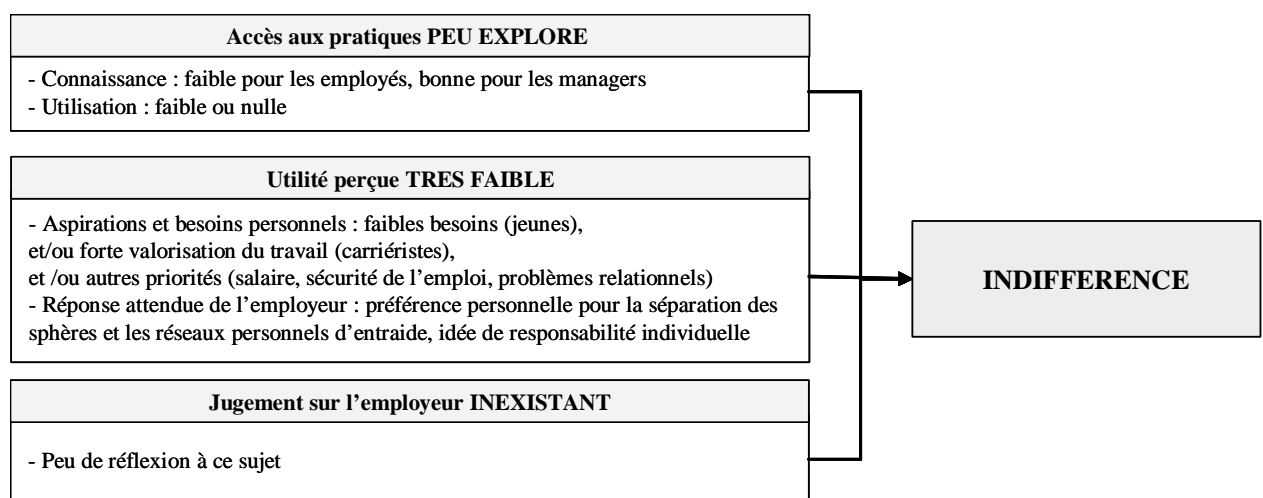 Accès aux pratiques PEU EXPLORE
- Connaissance : faible pour les employés, bonne pour les managers
- Utilisation : faible ou nulle
Utilité perçue TRES FAIBLE
- Aspirations et besoins personnels : faibles besoins (jeunes),
et/ou forte valorisation du travail (carriéristes),
et /ou autres priorités (salaire, sécurité de l’emploi, problèmes relationnels)
- Réponse attendue de l’employeur : préférence personnelle pour la séparation des
sphères et les réseaux personnels d’entraide, idée de responsabilité individuelle
Jugement sur l’employeur INEXISTANT
- Peu de réflexion à ce sujet
INDIFFERENCE